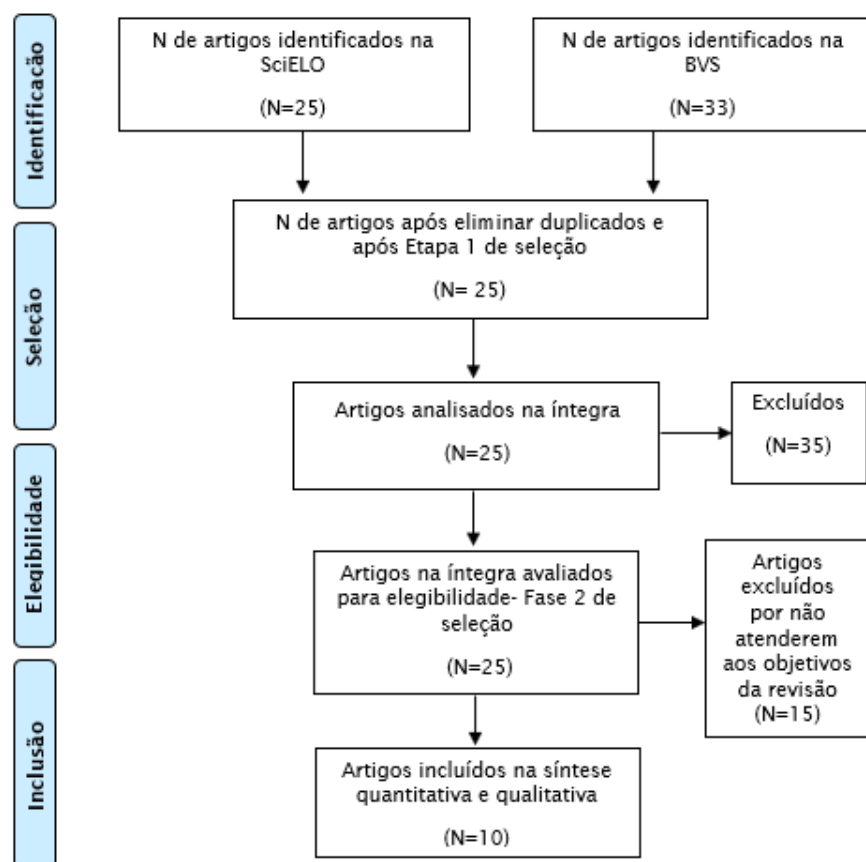 Identificação
N de artigos identificados na
SciELO
(N=25)
N de artigos identificados na
BVS
(N=33)
Seleção
N de artigos após eliminar duplicados e
após Etapa 1 de seleção
(N= 25)
Artigos analisados na íntegra
(N=25)
Excluídos
(N=35)
Elegibilidade
Artigos na íntegra avaliados
para elegibilidade- Fase 2 de
seleção
(N=25)
Artigos
excluídos
por não
atenderem
aos objetivos
da revisão
(N=15)
Inclusão
Artigos incluídos na síntese
quantitativa e qualitativa
(N=10)